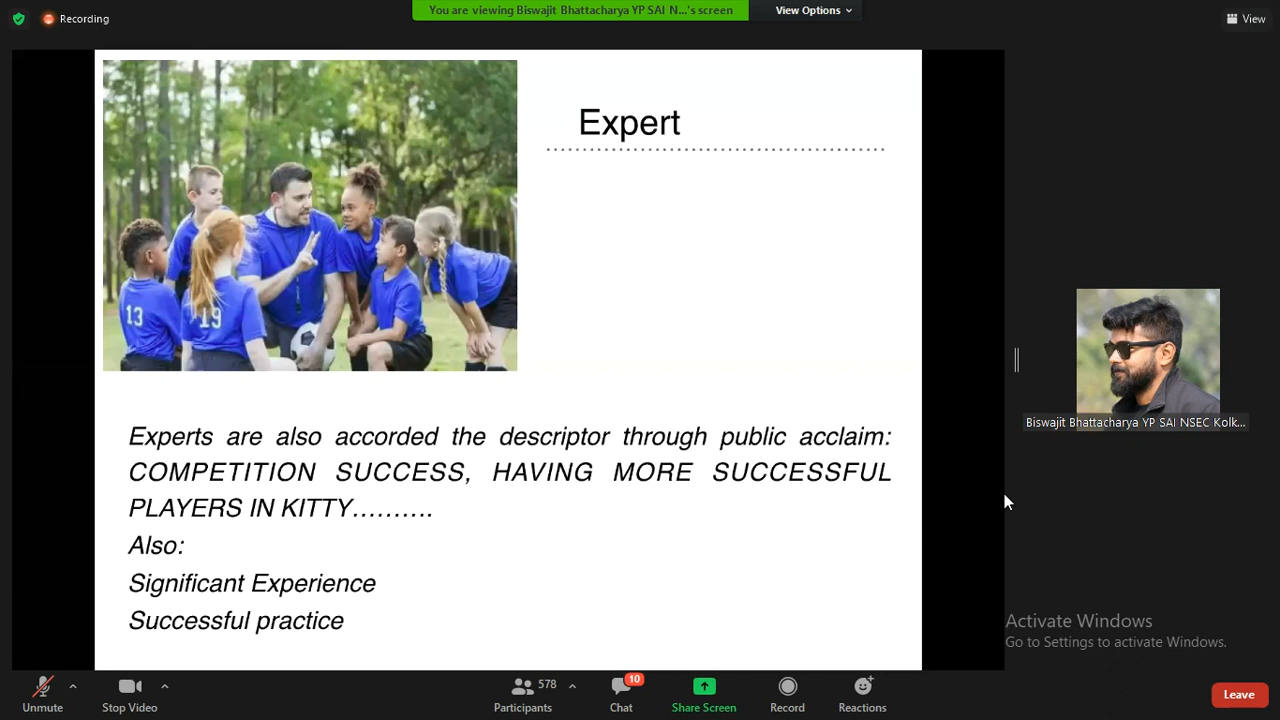 Recording
You are viewing Biswajit Bhattacharya YP SAI N...'s screen
View Options
View
Expert
13
19
Experts are also accorded the descriptor through public acclaim:
COMPETITION SUCCESS, HAVING MORE SUCCESSFUL
PLAYERS IN KITTY..........
Also:
Significant Experience
Successful practice
Biswajit Bhattacharya YP SAI NSEC Kolk...
Activate Windows
Go to Settings to activate Windows.
Unmute
Stop Video
578
Participants
10
Chat
Share Screen
Record
Reactions
Leave